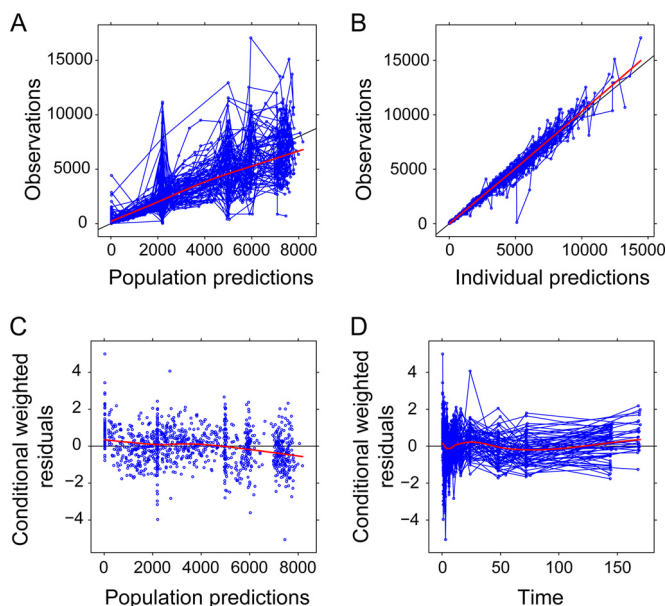 A
Observations
15000
10000
5000
0
0 2000 4000 6000 8000
Population predictions
B
Observations
15000
10000
5000
0
0 5000 10000 15000
Individual predictions
C
Conditional weighted
residuals
4
2
0
−2
−4
0 2000 4000 6000 8000
Population predictions
D
Conditional weighted
residuals
4
2
0
−2
−4
0 50 100 150
Time